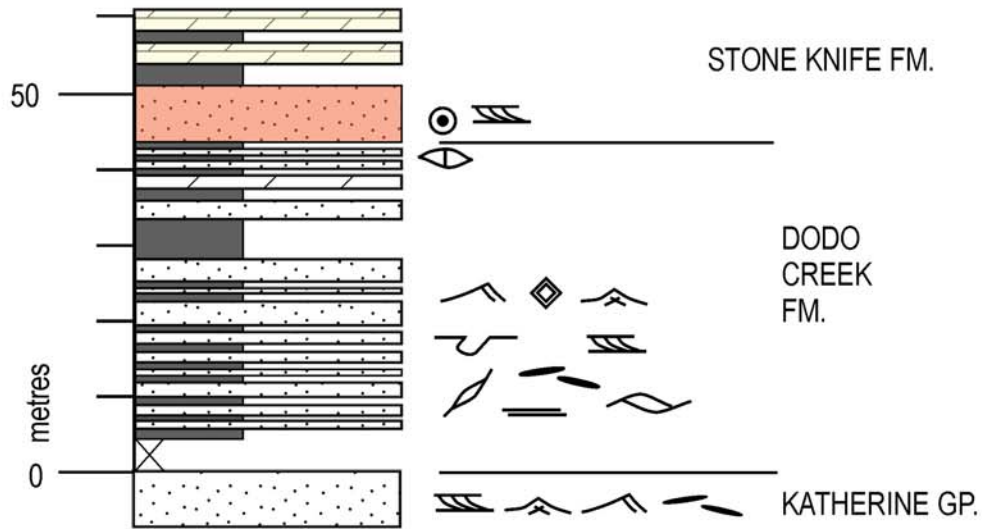 STONE KNIFE FM.
50
DODO
CREEK
FM.
metres
0
KATHERINE GP.